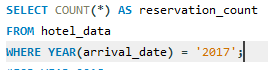 SELECT COUNT(*) AS reservation_count
FROM hotel_data
WHERE YEAR(arrival_date) = '2017';